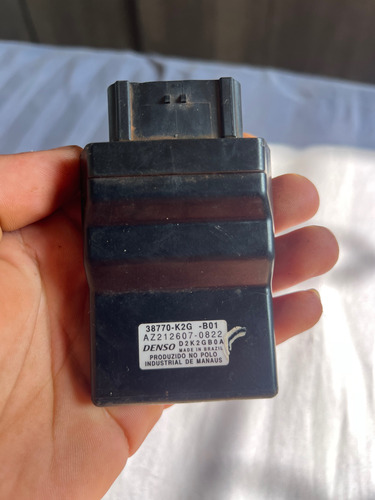 38770-K2G -B01
AZ212607-0822
DENSO D2K2GB0A
MADE IN BRAZIL
PRODUZIDO NO POLO
INDUSTRIAL DE MANAUS